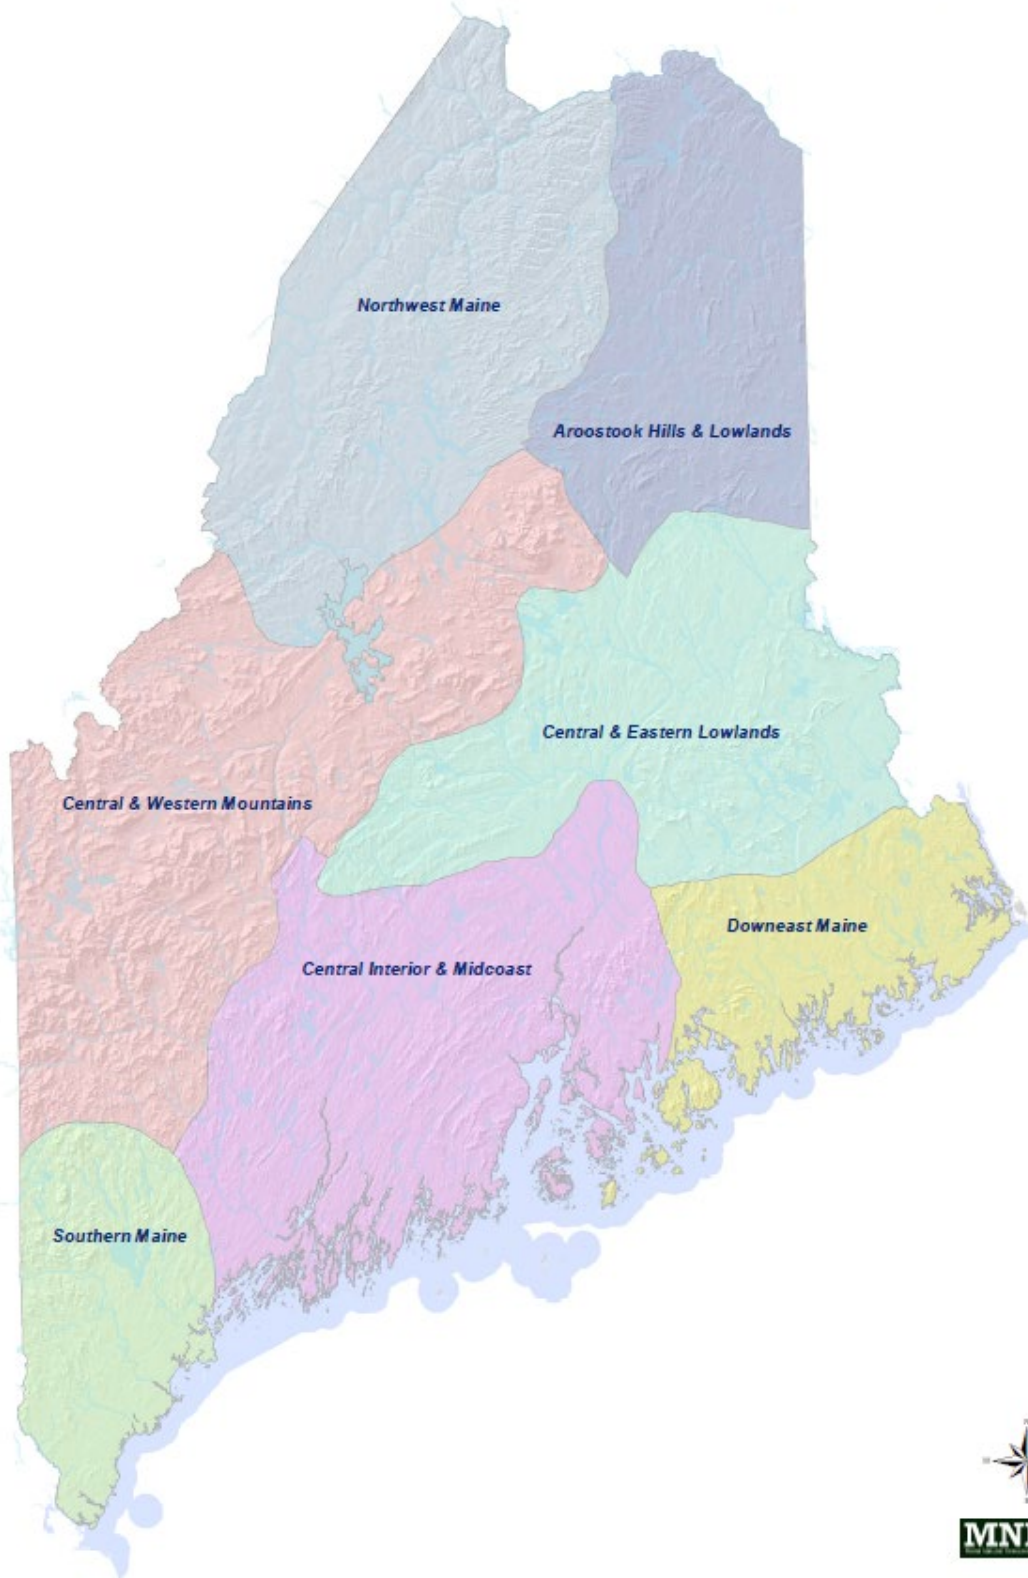 Northwest Maine
Aroostook Hills & Lowlands
Central & Eastern Lowlands
Central & Western Mountains
Downeast Maine
Central Interior & Midcoast
Southern Maine